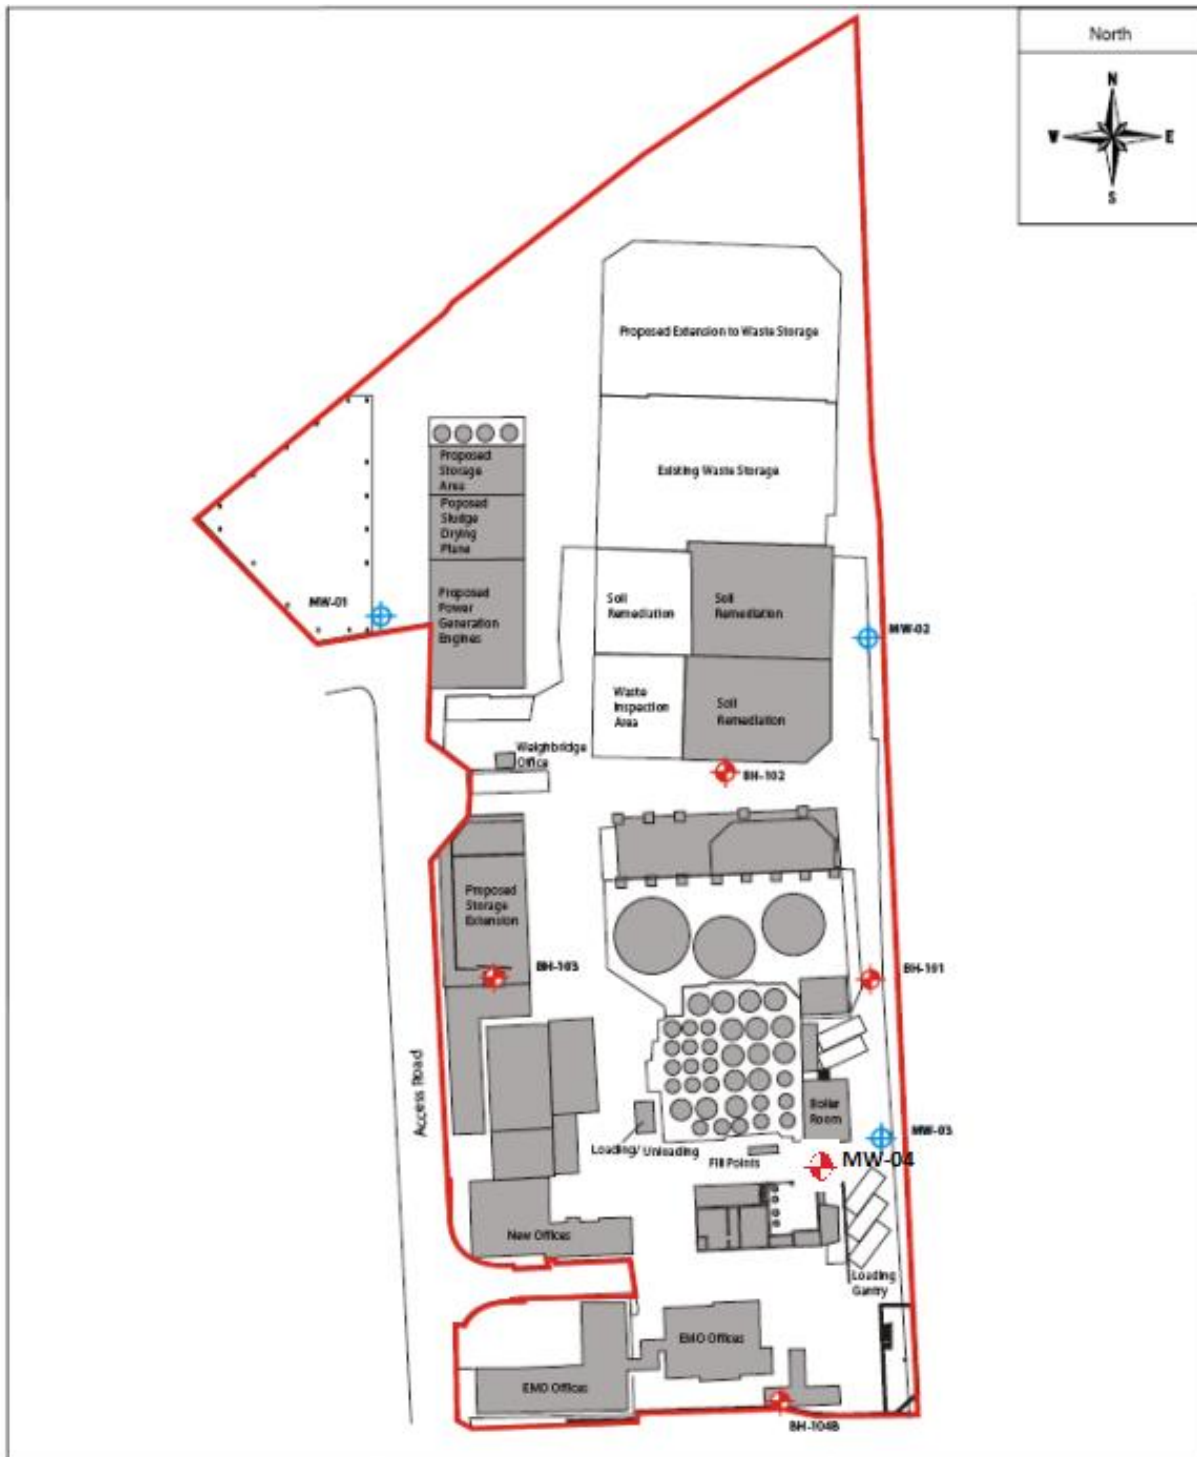 North
N
W
E
S
Proposed Extension to Waste Storage
Existing Waste Storage
Proposed
Storage
Area
Poposed
Sludge
Drying
Plane
Proposed
Power
Generation
Engines
MW-01
Soil
Remediation
Soil
Remediation
MW-02
Waste
Inspection
Area
Soil
Remediation
Weighbridge
Office
BH-102
Proposed
Storage
Extension
BH-103
BH-101
Access Road
Boiler
Room
MW-03
Loading/ Unloading
Fill Points
MW-04
New Offices
Loading
Gantry
EMO Offices
EMO Offices
BH-104B